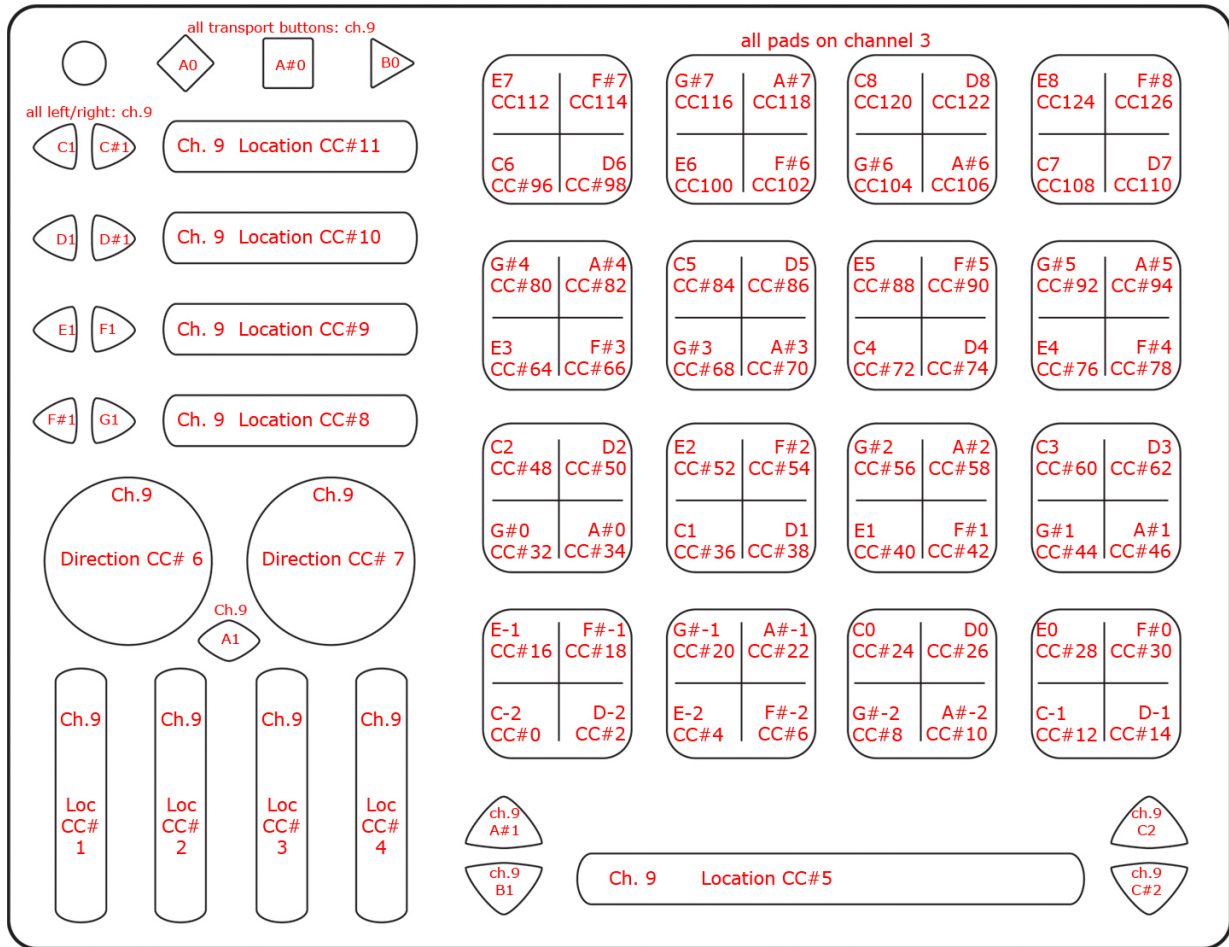 all transport buttons: ch.9
A0
A#0
B0
all left/right: ch.9
C1 C#1
Ch. 9 Location CC#11
D1 D#1
Ch. 9 Location CC#10
E1 F1
Ch. 9 Location CC#9
F#1 G1
Ch. 9 Location CC#8
Ch.9
Direction CC# 6
Ch.9
Direction CC# 7
Ch.9
A1
Ch.9
Loc
CC#
1
Ch.9
Loc
CC#
2
Ch.9
Loc
CC#
3
Ch.9
Loc
CC#
4
all pads on channel 3
E7 F#7
CC112 CC114
C6 D6
CC#96 CC#98
G#7 A#7
CC116 CC118
E6 F#6
CC100 CC102
C8 D8
CC120 CC122
G#6 A#6
CC104 CC106
E8 F#8
CC124 CC126
C7 D7
CC108 CC110
G#4 A#4
CC#80 CC#82
E3 F#3
CC#64 CC#66
C5 D5
CC#84 CC#86
G#3 A#3
CC#68 CC#70
E5 F#5
CC#88 CC#90
C4 D4
CC#72 CC#74
G#5 A#5
CC#92 CC#94
E4 F#4
CC#76 CC#78
C2 D2
CC#48 CC#50
G#0 A#0
CC#32 CC#34
E2 F#2
CC#52 CC#54
C1 D1
CC#36 CC#38
G#2 A#2
CC#56 CC#58
E1 F#1
CC#40 CC#42
C3 D3
CC#60 CC#62
G#1 A#1
CC#44 CC#46
E-1 F#-1
CC#16 CC#18
C-2 D-2
CC#0 CC#2
G#-1 A#-1
CC#20 CC#22
E-2 F#-2
CC#4 CC#6
C0 D0
CC#24 CC#26
G#-2 A#-2
CC#8 CC#10
E0 F#0
CC#28 CC#30
C-1 D-1
CC#12 CC#14
ch.9
A#1
ch.9
B1
Ch. 9 Location CC#5
ch.9
C2
ch.9
C#2